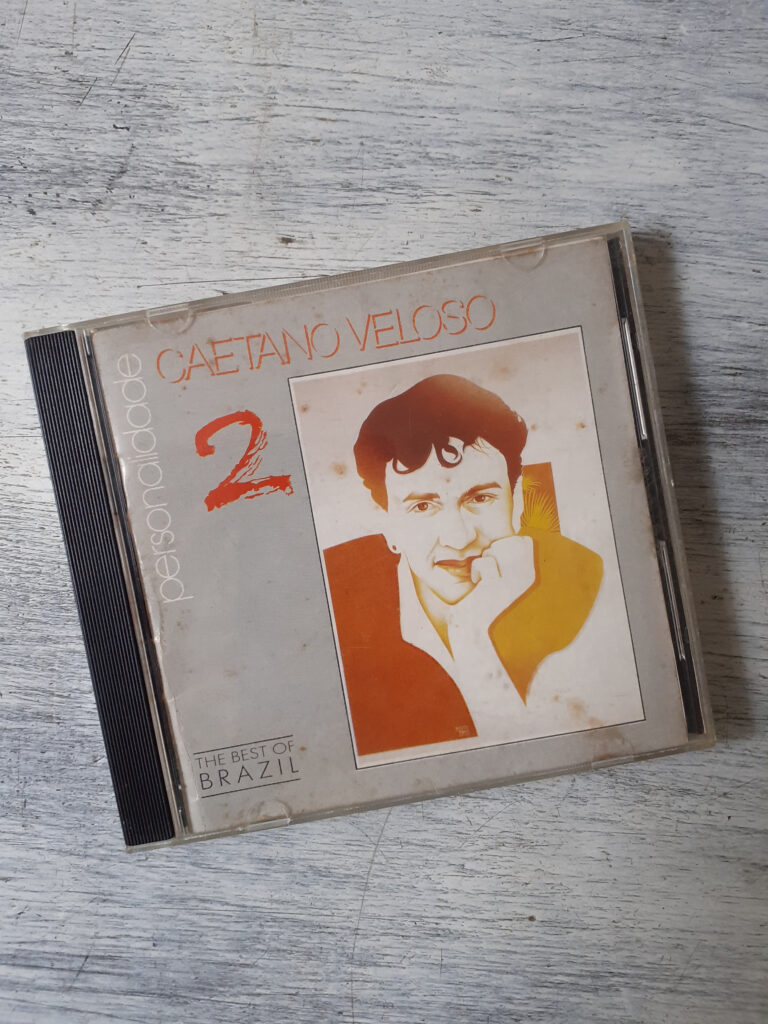 CAETANO VELOSO
personalidade
2
THE BEST OF
BRAZIL